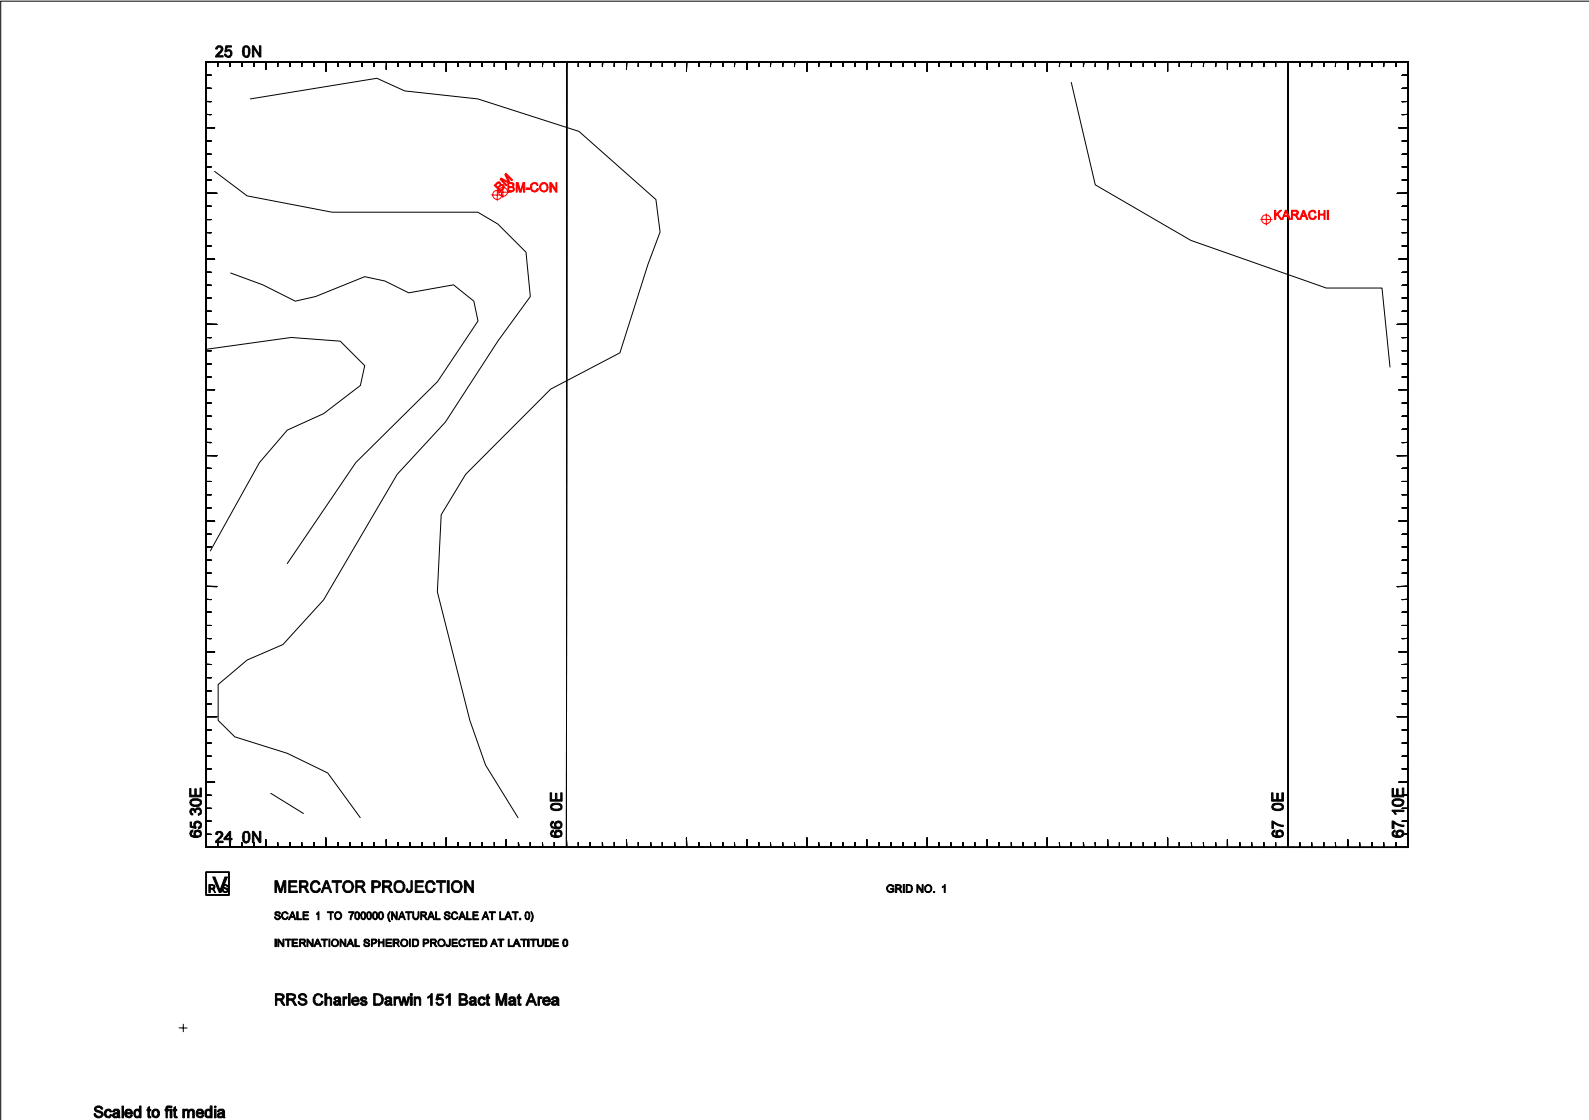 25 0N
BM
BM-CON
KARACHI
65 30E
66 0E
67 0E
67 10E
24 0N
RVS
MERCATOR PROJECTION
GRID NO. 1
SCALE 1 TO 700000 (NATURAL SCALE AT LAT. 0)
INTERNATIONAL SPHEROID PROJECTED AT LATITUDE 0
RRS Charles Darwin 151 Bact Mat Area
Scaled to fit media